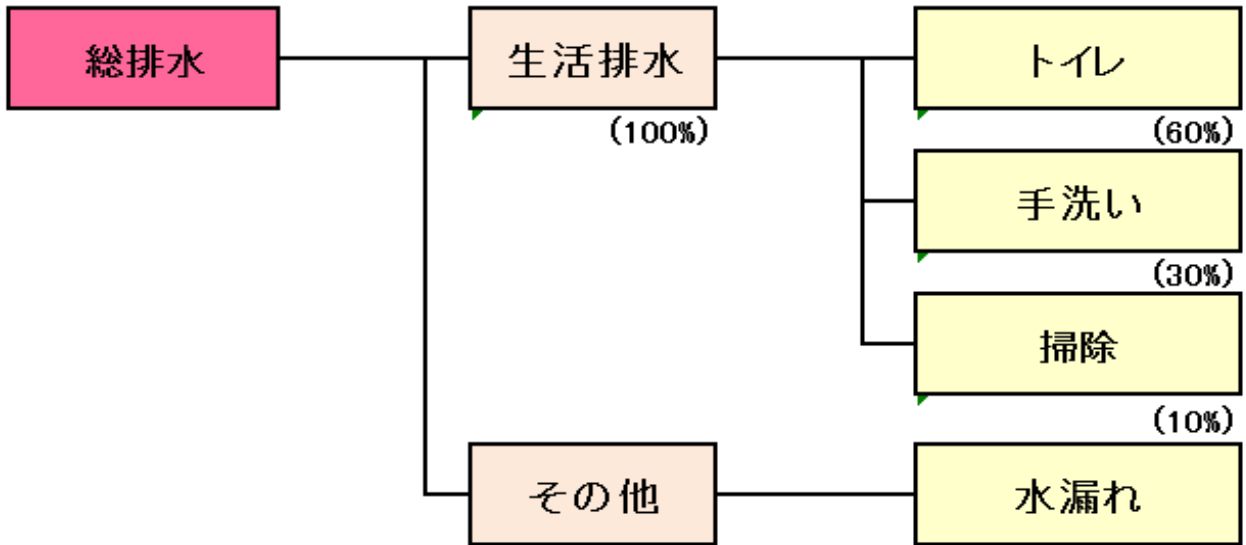 総排水
生活排水
(100%)
トイレ
(60%)
手洗い
(30%)
掃除
(10%)
その他
水漏れ